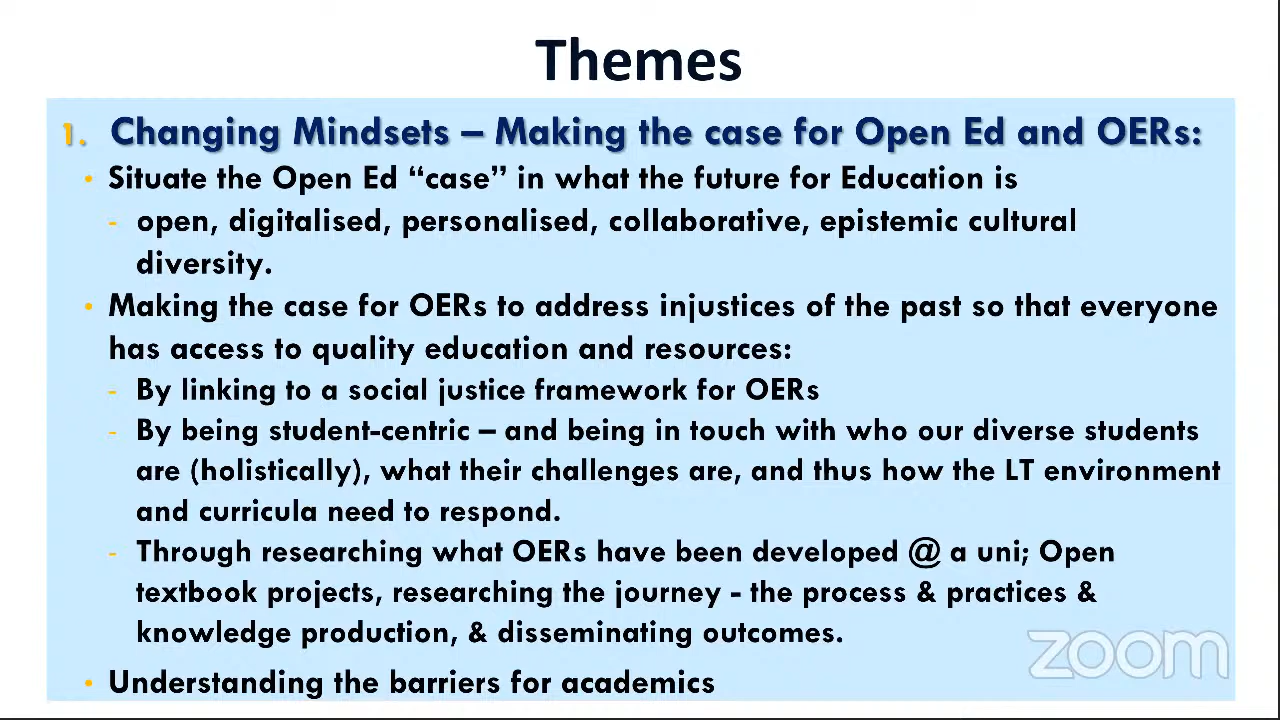 Themes
1. Changing Mindsets – Making the case for Open Ed and OERs:
• Situate the Open Ed “case” in what the future for Education is
- open, digitalised, personalised, collaborative, epistemic cultural
diversity.
• Making the case for OERs to address injustices of the past so that everyone
has access to quality education and resources:
- By linking to a social justice framework for OERs
- By being student-centric – and being in touch with who our diverse students
are (holistically), what their challenges are, and thus how the LT environment
and curricula need to respond.
- Through researching what OERs have been developed @ a uni; Open
textbook projects, researching the journey - the process & practices &
knowledge production, & disseminating outcomes.
zoom
• Understanding the barriers for academics